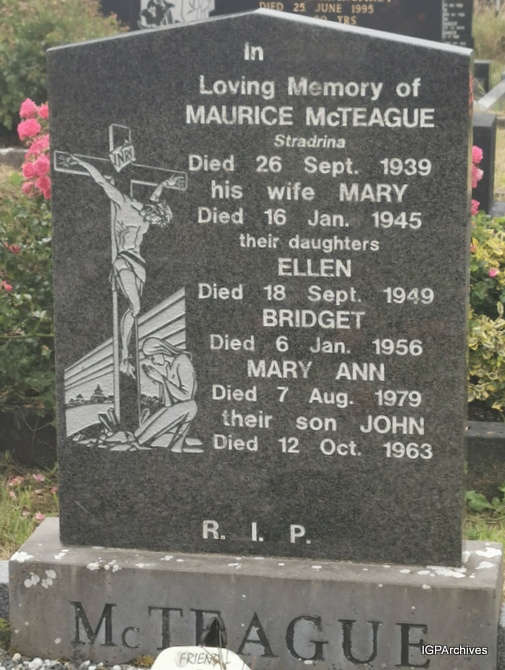 DIED 25 JUNE 1995
YRS
In
Loving Memory of
MAURICE McTEAGUE
Stradrina
Died 26 Sept. 1939
his wife MARY
Died 16 Jan. 1945
their daughters
ELLEN
Died 18 Sept. 1949
BRIDGET
Died 6 Jan. 1956
MARY ANN
Died 7 Aug. 1979
their son JOHN
Died 12 Oct. 1963
INRI
R. I. P.
McTEAGUE
FRIEND
IGPArchives